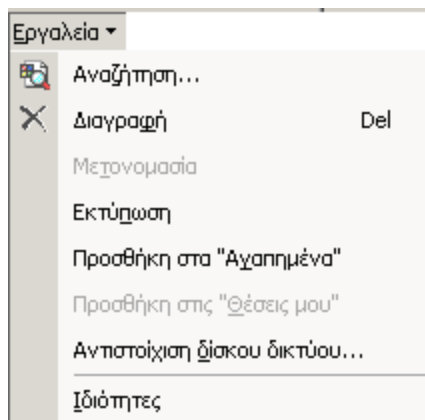 Εργαλεία
Αναζήτηση...
Διαγραφή Del
Μετονομασία
Εκτύπωση
Προσθήκη στα "Αγαπημένα"
Προσθήκη στις "Θέσεις μου"
Αντιστοίχιση δίσκου δικτύου...
Ιδιότητες